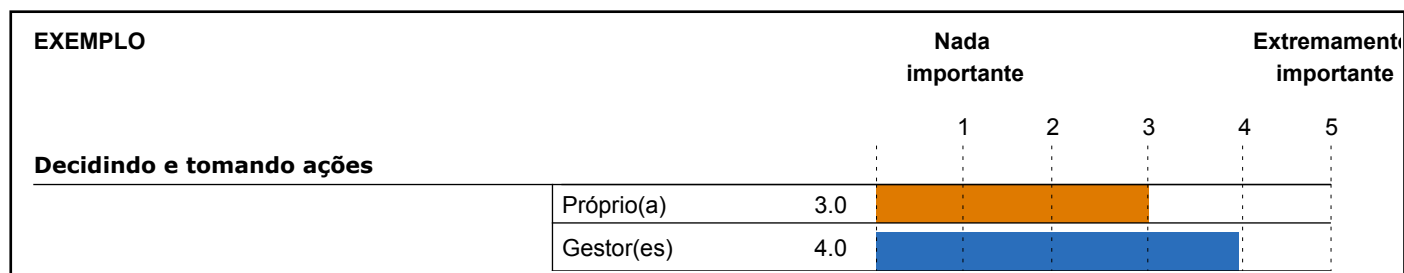 EXEMPLO
Nada
importante
Extremamente
importante
1 2 3 4 5
Decidindo e tomando ações
Próprio(a) 3.0
Gestor(es) 4.0